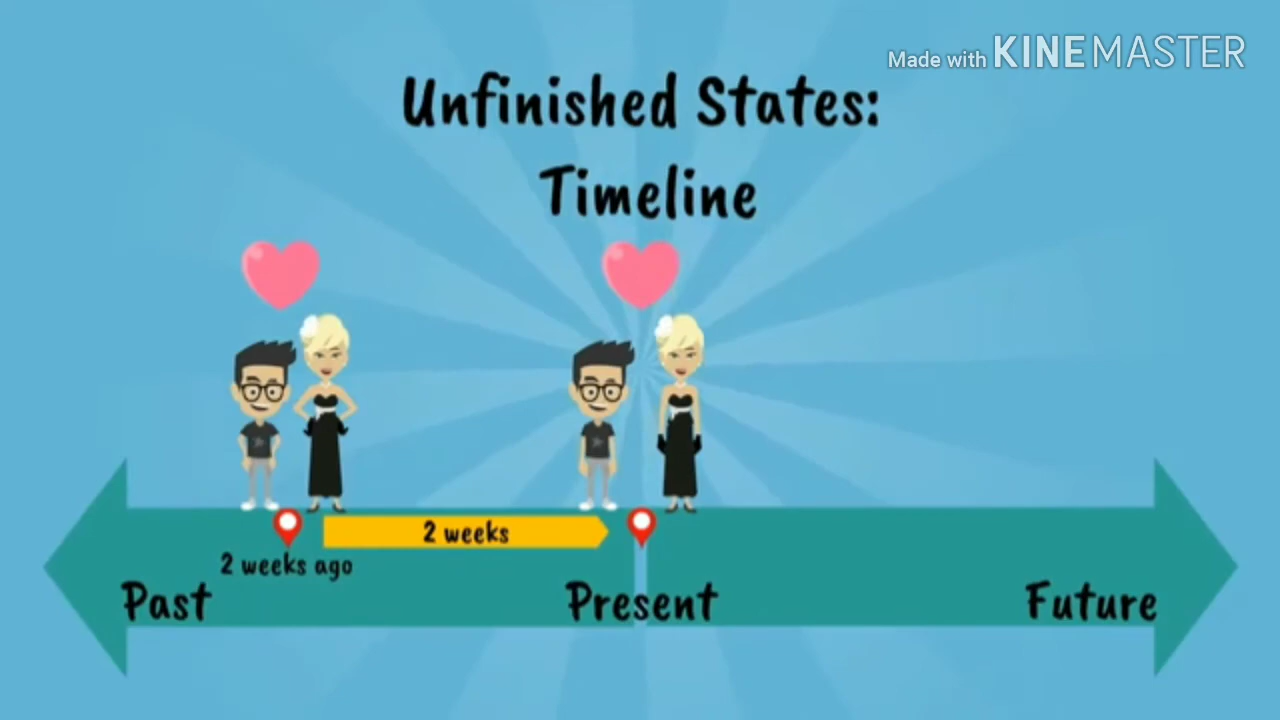 Made with KINEMASTER
Unfinished States:
Timeline
2 weeks
2 weeks ago
Past
Present
Future